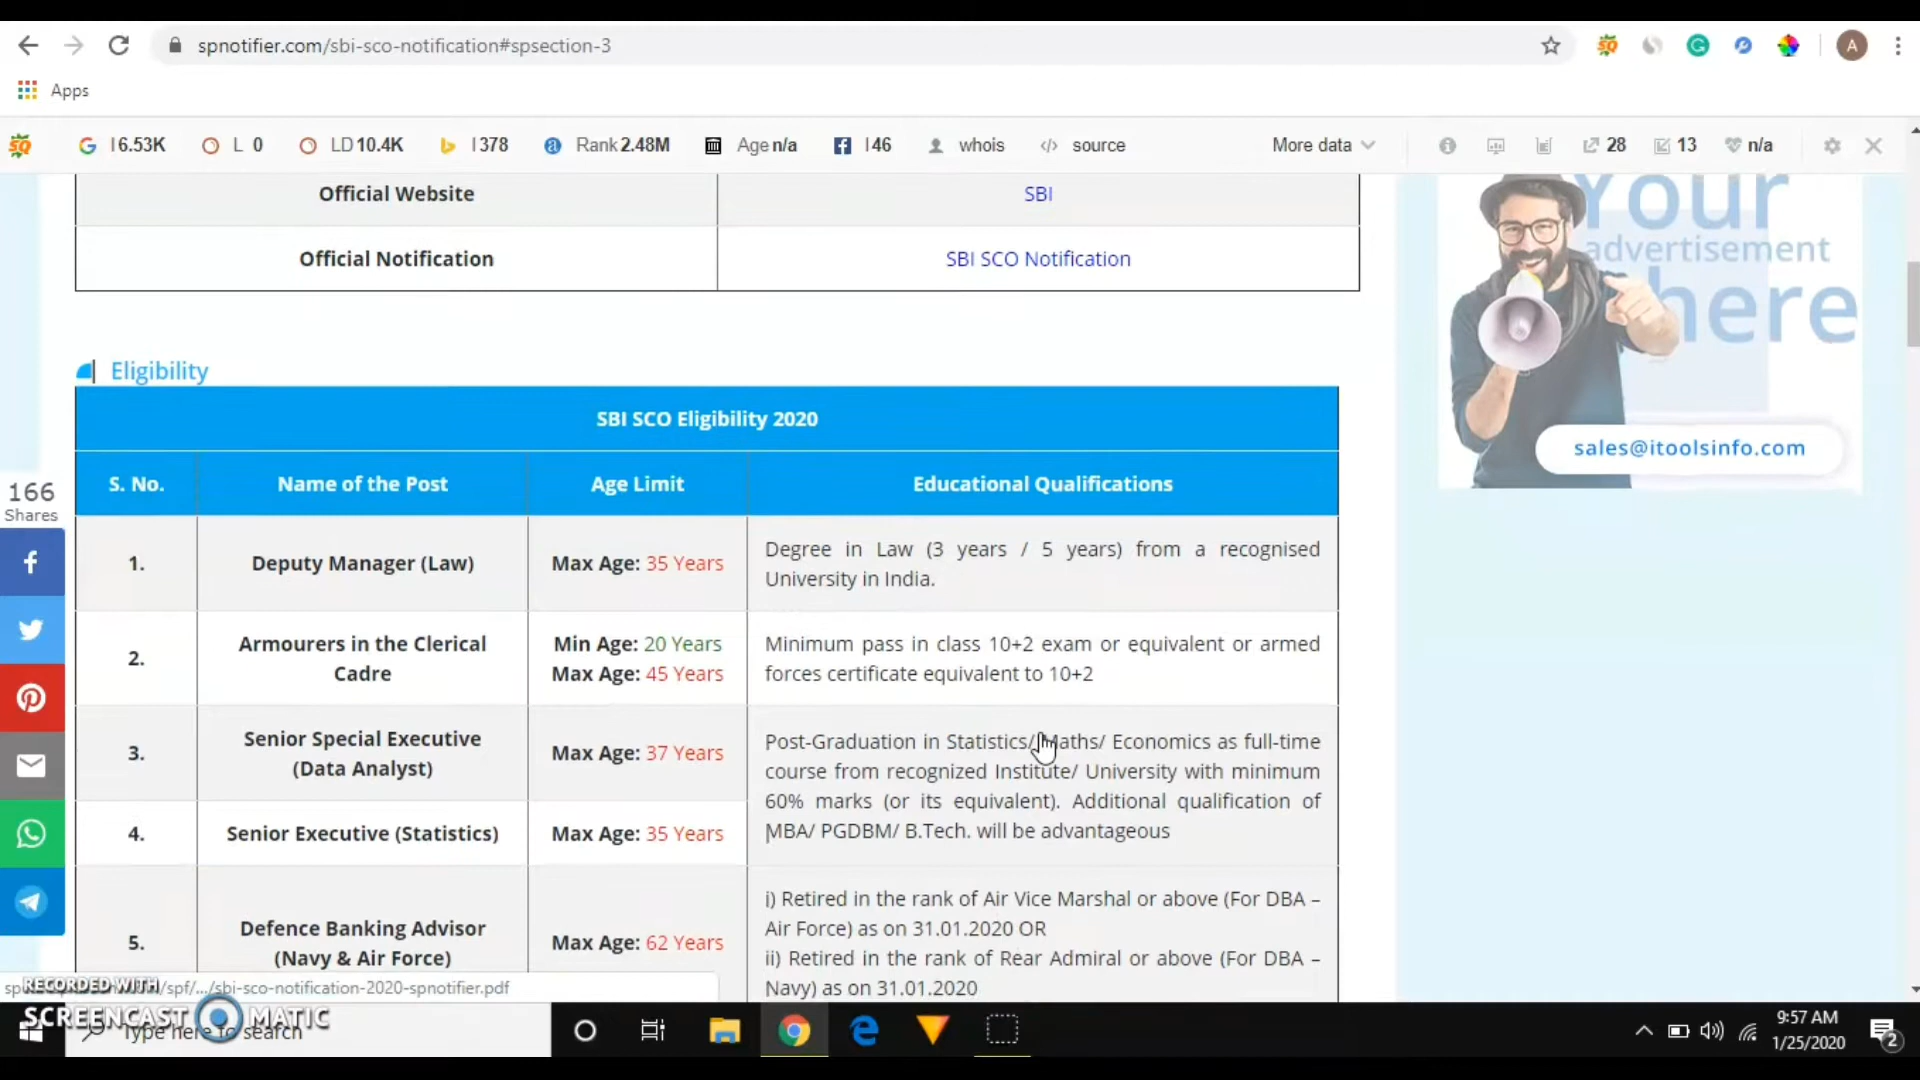 spnotifier.com/sbi-sco-notification#spsection-3
A
Apps
SQ
I 6.53K
L 0
LD 10.4K
I 378
Rank 2.48M
Age n/a
I 46
whois
source
More data
28
13
n/a
Official Website
SBI
Official Notification
SBI SCO Notification
Your
advertisement
here
sales@itoolsinfo.com
Eligibility
SBI SCO Eligibility 2020
S. No.
Name of the Post
Age Limit
Educational Qualifications
1.
Deputy Manager (Law)
Max Age: 35 Years
Degree in Law (3 years / 5 years) from a recognised
University in India.
2.
Armourers in the Clerical
Cadre
Min Age: 20 Years
Max Age: 45 Years
Minimum pass in class 10+2 exam or equivalent or armed
forces certificate equivalent to 10+2
3.
Senior Special Executive
(Data Analyst)
Max Age: 37 Years
Post-Graduation in Statistics/ Maths/ Economics as full-time
course from recognized Institute/ University with minimum
60% marks (or its equivalent). Additional qualification of
MBA/ PGDBM/ B.Tech. will be advantageous
4.
Senior Executive (Statistics)
Max Age: 35 Years
5.
Defence Banking Advisor
(Navy & Air Force)
Max Age: 62 Years
i) Retired in the rank of Air Vice Marshal or above (For DBA –
Air Force) as on 31.01.2020 OR
ii) Retired in the rank of Rear Admiral or above (For DBA –
Navy) as on 31.01.2020
166
Shares
/spf/.../sbi-sco-notification-2020-spnotifier.pdf
RECORDED WITH
SCREENCAST MATIC
Type here to search
9:57 AM
1/25/2020
2